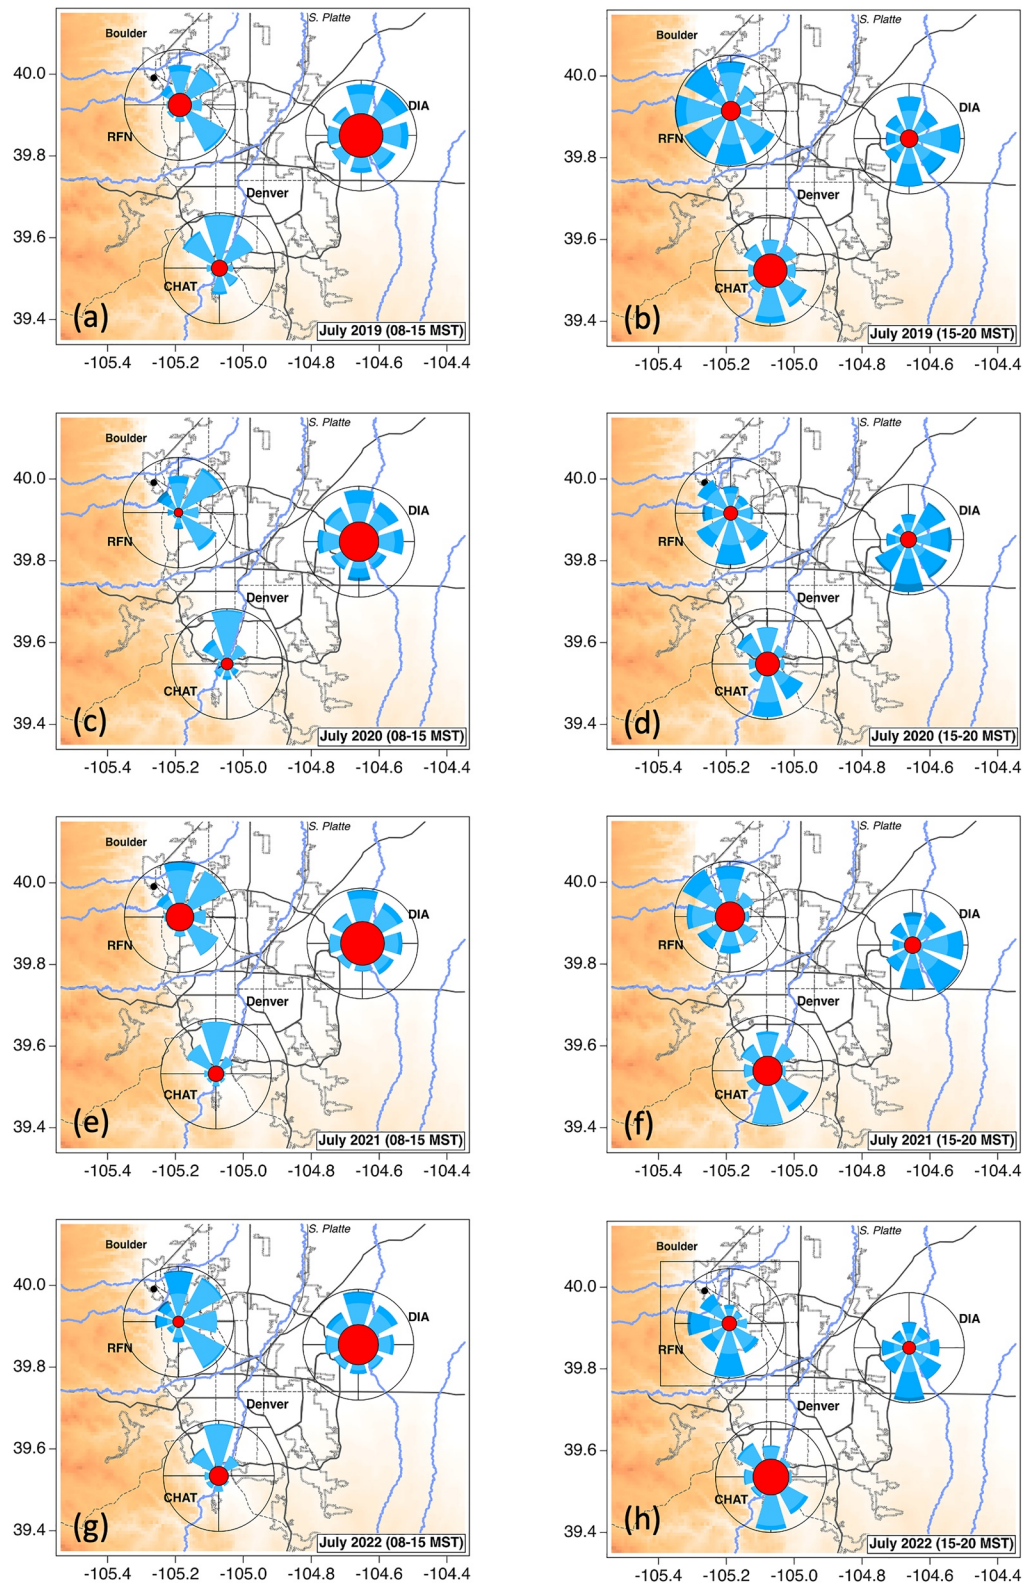 S. Platte
Boulder
40.0
DIA
RFN
39.8
Denver
39.6
CHAT
39.4
(a)
July 2019 (08-15 MST)
-105.4 -105.2 -105.0 -104.8 -104.6 -104.4
S. Platte
Boulder
40.0
DIA
RFN
39.8
Denver
39.6
CHAT
39.4
(b)
July 2019 (15-20 MST)
-105.4 -105.2 -105.0 -104.8 -104.6 -104.4
S. Platte
Boulder
40.0
DIA
RFN
39.8
Denver
39.6
CHAT
39.4
(c)
July 2020 (08-15 MST)
-105.4 -105.2 -105.0 -104.8 -104.6 -104.4
S. Platte
Boulder
40.0
DIA
RFN
39.8
Denver
39.6
CHAT
39.4
(d)
July 2020 (15-20 MST)
-105.4 -105.2 -105.0 -104.8 -104.6 -104.4
S. Platte
Boulder
40.0
DIA
RFN
39.8
Denver
39.6
CHAT
39.4
(e)
July 2021 (08-15 MST)
-105.4 -105.2 -105.0 -104.8 -104.6 -104.4
S. Platte
Boulder
40.0
DIA
RFN
39.8
Denver
39.6
CHAT
39.4
(f)
July 2021 (15-20 MST)
-105.4 -105.2 -105.0 -104.8 -104.6 -104.4
S. Platte
Boulder
40.0
DIA
RFN
39.8
Denver
39.6
CHAT
39.4
(g)
July 2022 (08-15 MST)
-105.4 -105.2 -105.0 -104.8 -104.6 -104.4
S. Platte
Boulder
40.0
DIA
RFN
39.8
Denver
39.6
CHAT
39.4
(h)
July 2022 (15-20 MST)
-105.4 -105.2 -105.0 -104.8 -104.6 -104.4